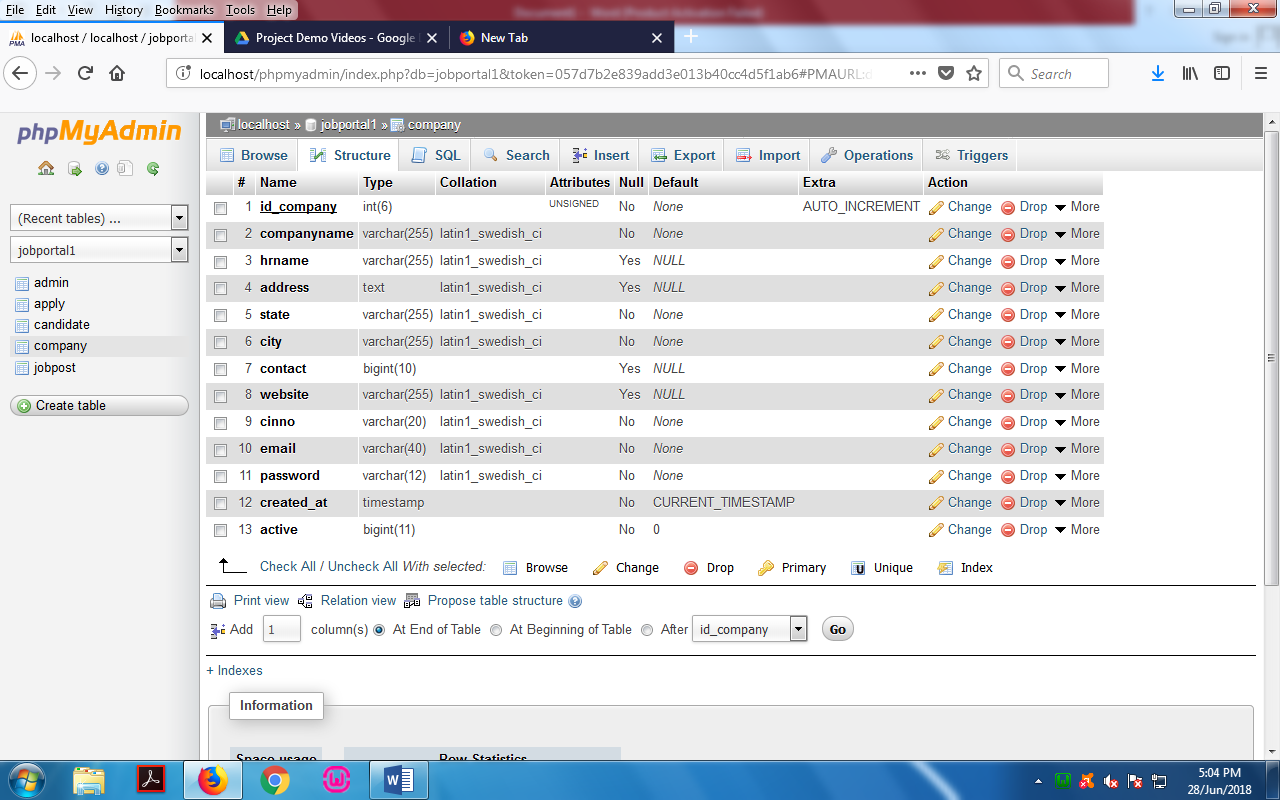 File Edit View History Bookmarks Tools Help
localhost / localhost / jobportal Project Demo Videos - Google New Tab
localhost/phpmyadmin/index.php?db=jobportal1&token=057d7b2e839add3e013b40cc4d5f1ab6#PMAURL:d Search
phpMyAdmin
(Recent tables) ...
jobportal1
admin
apply
candidate
company
jobpost
Create table
localhost » jobportal1 » company
Browse Structure SQL Search Insert Export Import Operations Triggers
# Name Type Collation Attributes Null Default Extra Action
1 id_company int(6) UNSIGNED No None AUTO_INCREMENT Change Drop More
2 companyname varchar(255) latin1_swedish_ci No None Change Drop More
3 hrname varchar(255) latin1_swedish_ci Yes NULL Change Drop More
4 address text latin1_swedish_ci Yes NULL Change Drop More
5 state varchar(255) latin1_swedish_ci No None Change Drop More
6 city varchar(255) latin1_swedish_ci No None Change Drop More
7 contact bigint(10) Yes NULL Change Drop More
8 website varchar(255) latin1_swedish_ci Yes NULL Change Drop More
9 cinno varchar(20) latin1_swedish_ci No None Change Drop More
10 email varchar(40) latin1_swedish_ci No None Change Drop More
11 password varchar(12) latin1_swedish_ci No None Change Drop More
12 created_at timestamp No CURRENT_TIMESTAMP Change Drop More
13 active bigint(11) No 0 Change Drop More
Check All / Uncheck All With selected: Browse Change Drop Primary Unique Index
Print view Relation view Propose table structure
Add 1 column(s) At End of Table At Beginning of Table After id_company Go
+ Indexes
Information
Space usage Row Statistics
5:04 PM
28/Jun/2018